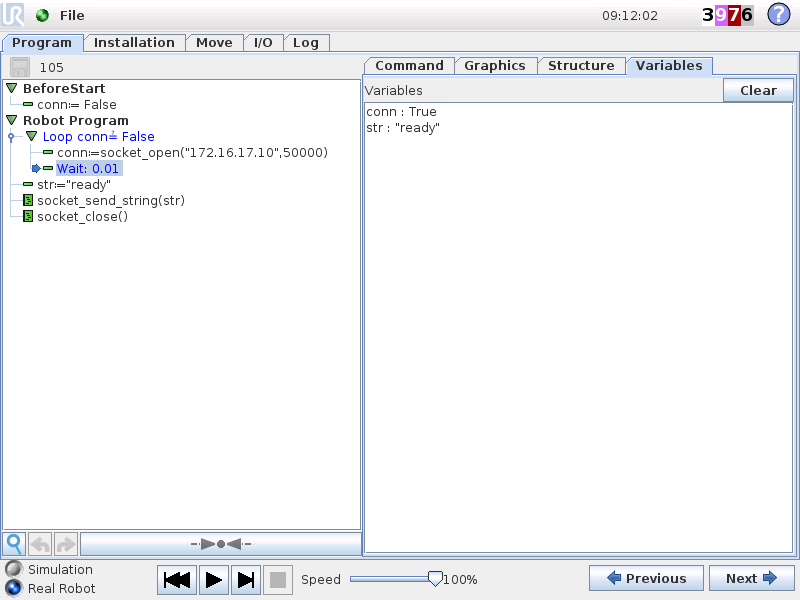 UR File 09:12:02 3976 ?
Program Installation Move I/O Log
105
Command Graphics Structure Variables
BeforeStart
conn≔ False
Robot Program
Loop conn≟ False
conn≔socket_open("172.16.17.10",50000)
Wait: 0.01
str≔"ready"
socket_send_string(str)
socket_close()
Variables Clear
conn : True
str : "ready"
Simulation
Real Robot
Speed 100%
Previous Next